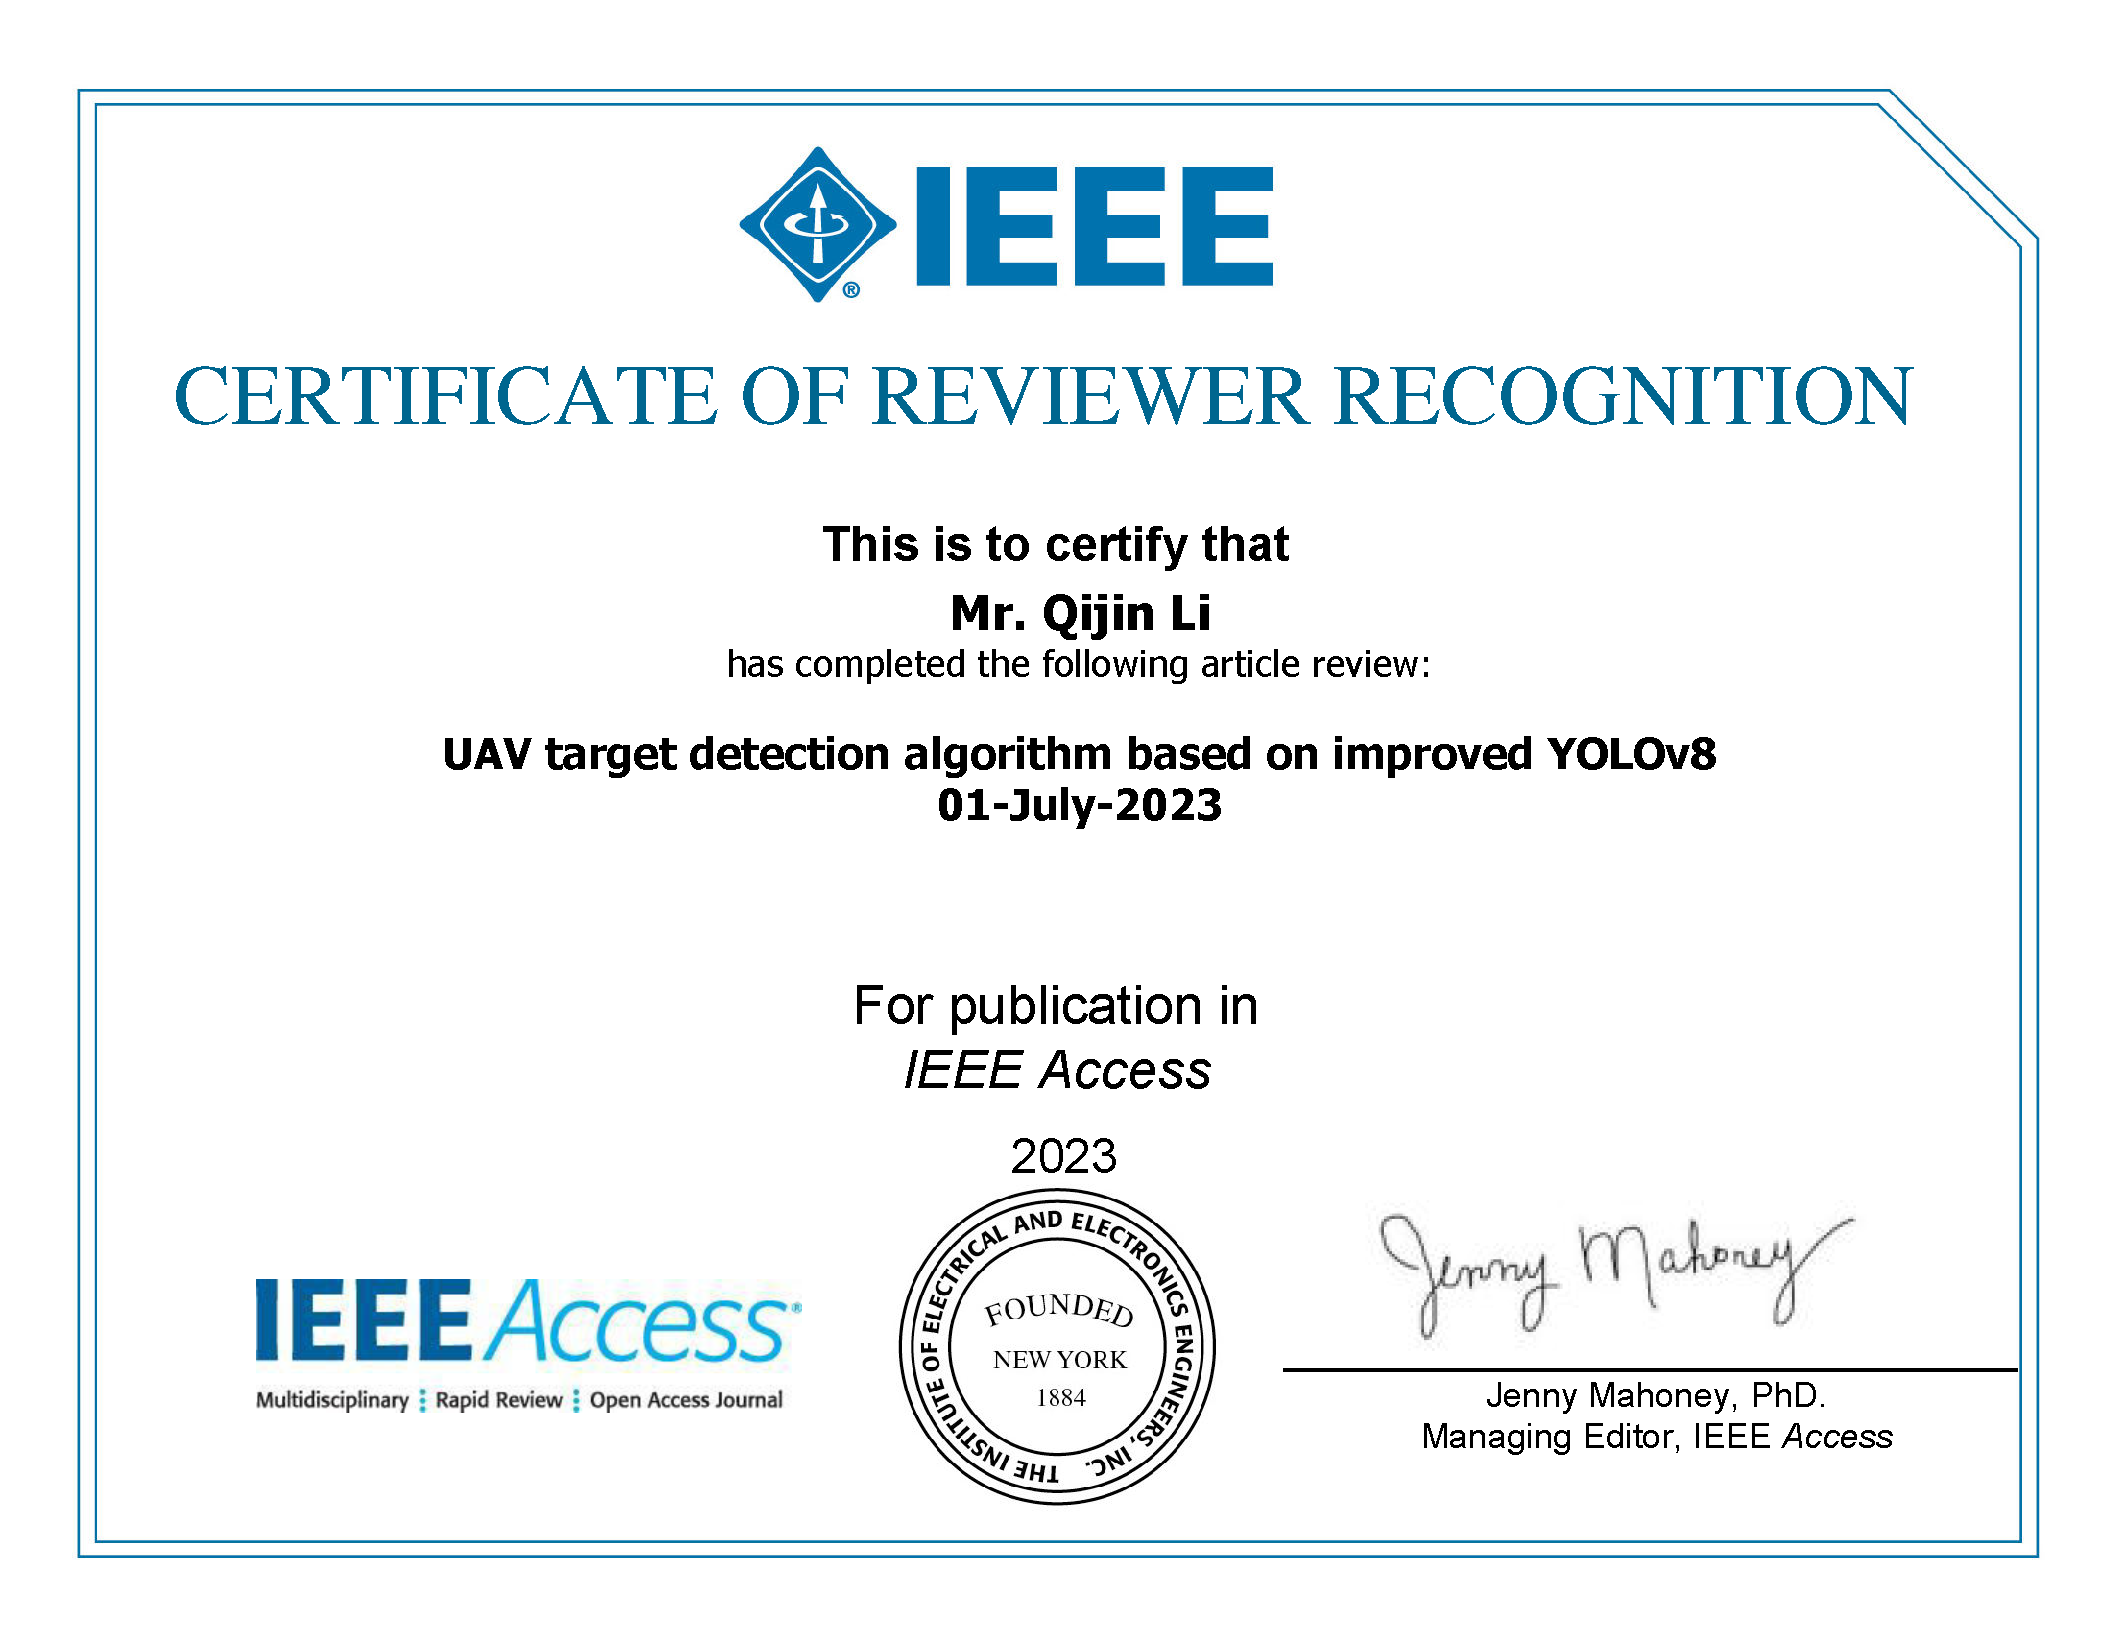 IEEE
®
CERTIFICATE OF REVIEWER RECOGNITION
This is to certify that
Mr. Qijin Li
has completed the following article review:
UAV target detection algorithm based on improved YOLOv8
01-July-2023
For publication in
IEEE Access
2023
IEEE Access®
Multidisciplinary ⋮ Rapid Review ⋮ Open Access Journal
THE INSTITUTE OF ELECTRICAL AND ELECTRONICS ENGINEERS, INC.
FOUNDED
NEW YORK
1884
Jenny Mahoney
Jenny Mahoney, PhD.
Managing Editor, IEEE Access